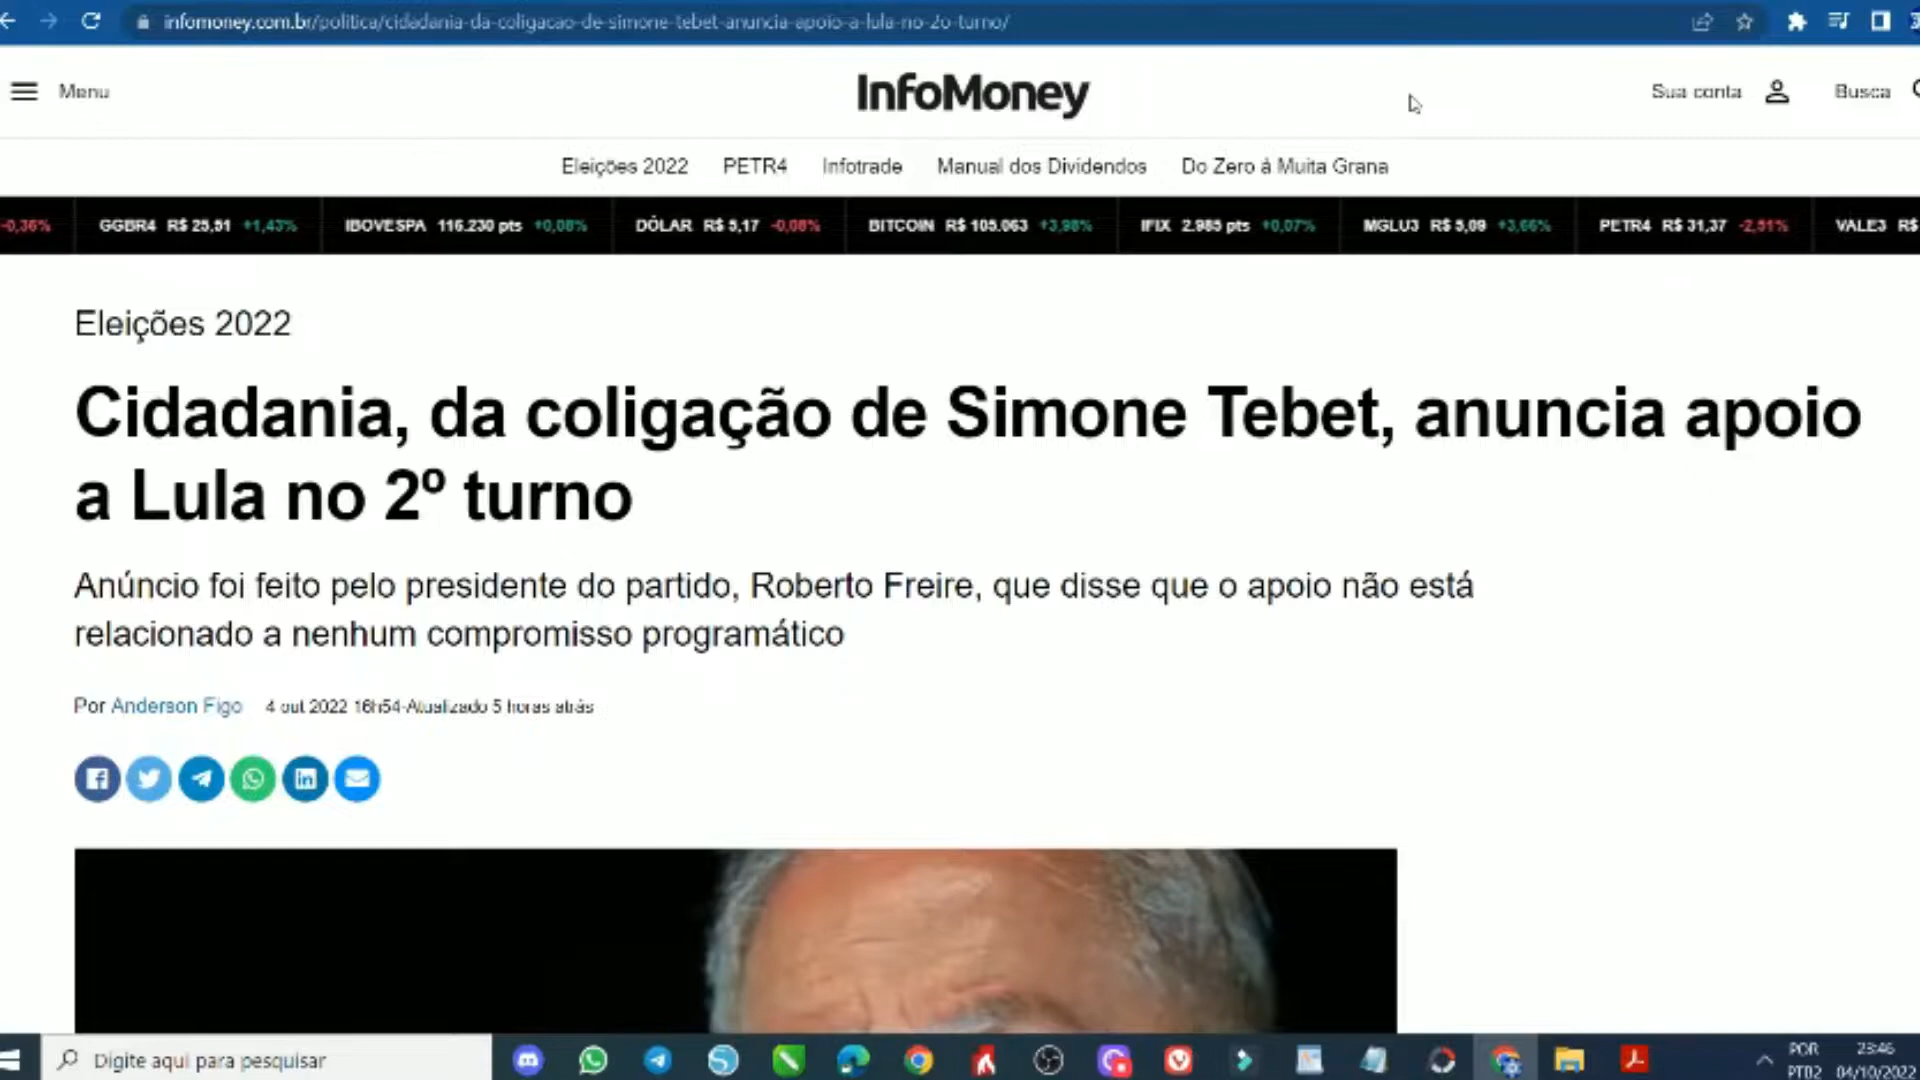 infomoney.com.br/politica/cidadania-da-coligacao-de-simone-tebet-anuncia-apoio-a-lula-no-2o-turno/
Menu
InfoMoney
Sua conta
Busca
Eleições 2022
PETR4
Infotrade
Manual dos Dividendos
Do Zero à Muita Grana
-0,36% GGBR4 R$ 25,51 +1,43% IBOVESPA 116.230 pts +0,08% DÓLAR R$ 5,17 -0,08% BITCOIN R$ 105.063 +3,98% IFIX 2.985 pts +0,07% MGLU3 R$ 5,09 +3,66% PETR4 R$ 31,37 -2,51% VALE3 R$
Eleições 2022
Cidadania, da coligação de Simone Tebet, anuncia apoio
a Lula no 2º turno
Anúncio foi feito pelo presidente do partido, Roberto Freire, que disse que o apoio não está
relacionado a nenhum compromisso programático
Por Anderson Figo 4 out 2022 16h54-Atualizado 5 horas atrás
Digite aqui para pesquisar
POR
23:46
PTB2
04/10/2022